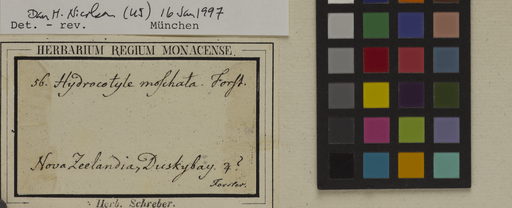 Dan H. Nicolson (US) 16 Jan 1997
Det. - rev. München
HERBARIUM REGIUM MONACENSE.
56. Hydrocotyle moschata. Forst.
Nova Zeelandia, Duskybay. ♃?
Forster.
Herb. Schreber.